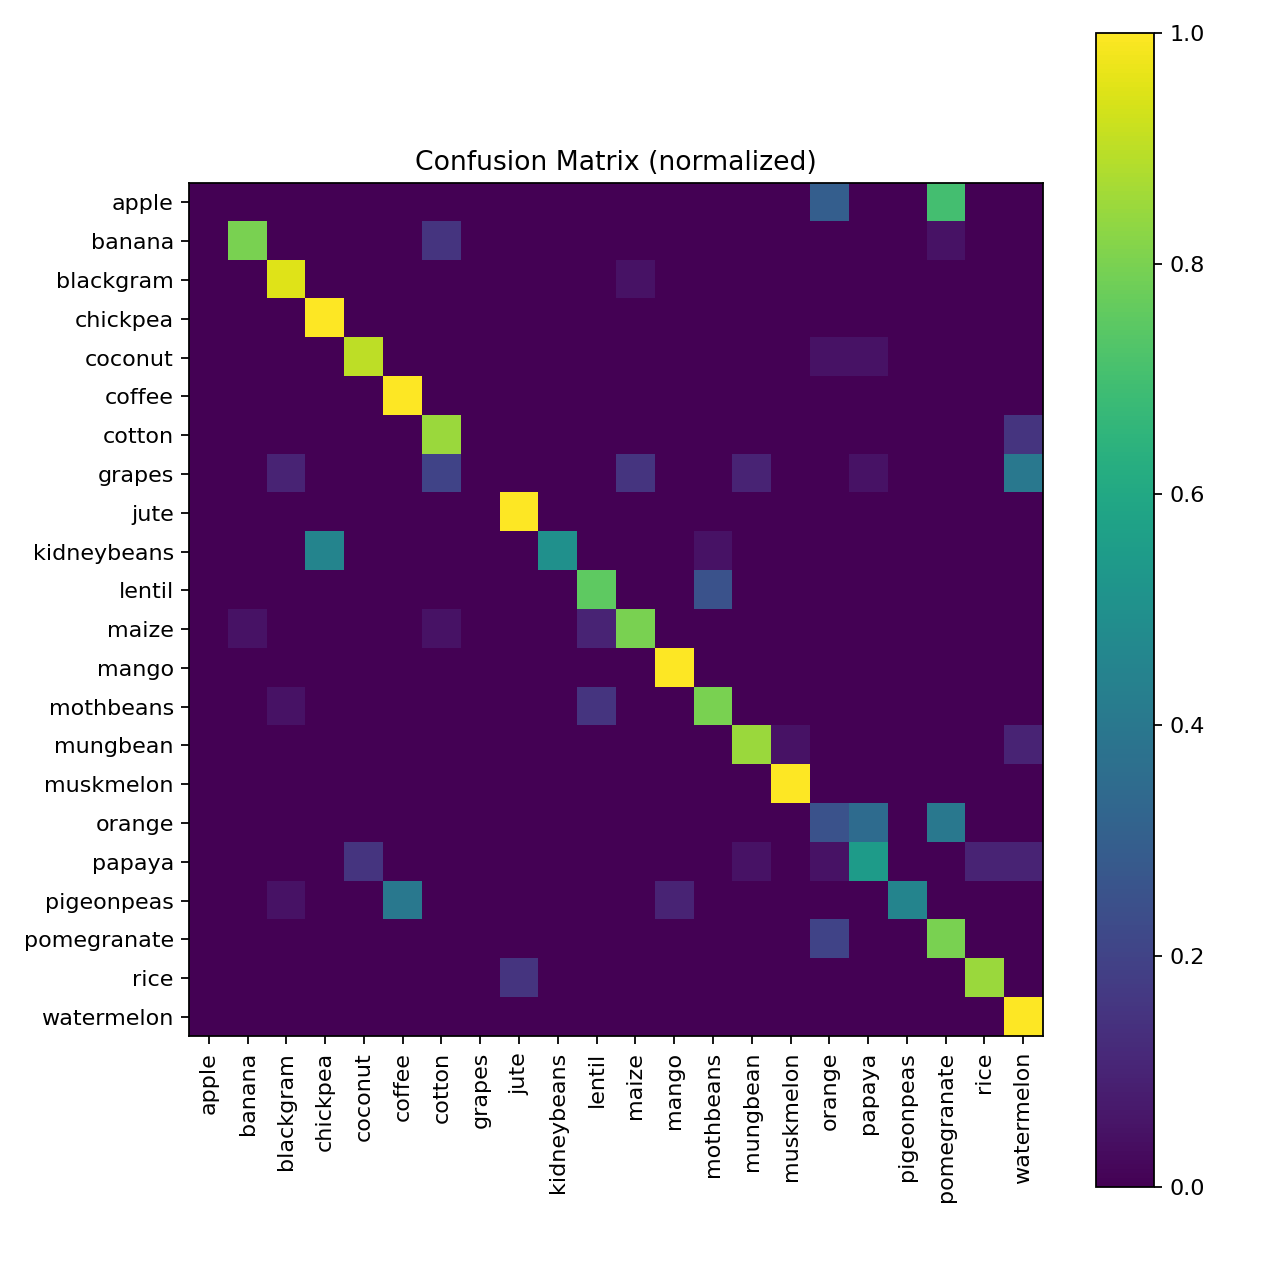 Confusion Matrix (normalized)
apple
banana
blackgram
chickpea
coconut
coffee
cotton
grapes
jute
kidneybeans
lentil
maize
mango
mothbeans
mungbean
muskmelon
orange
papaya
pigeonpeas
pomegranate
rice
watermelon
apple
banana
blackgram
chickpea
coconut
coffee
cotton
grapes
jute
kidneybeans
lentil
maize
mango
mothbeans
mungbean
muskmelon
orange
papaya
pigeonpeas
pomegranate
rice
watermelon
1.0
0.8
0.6
0.4
0.2
0.0